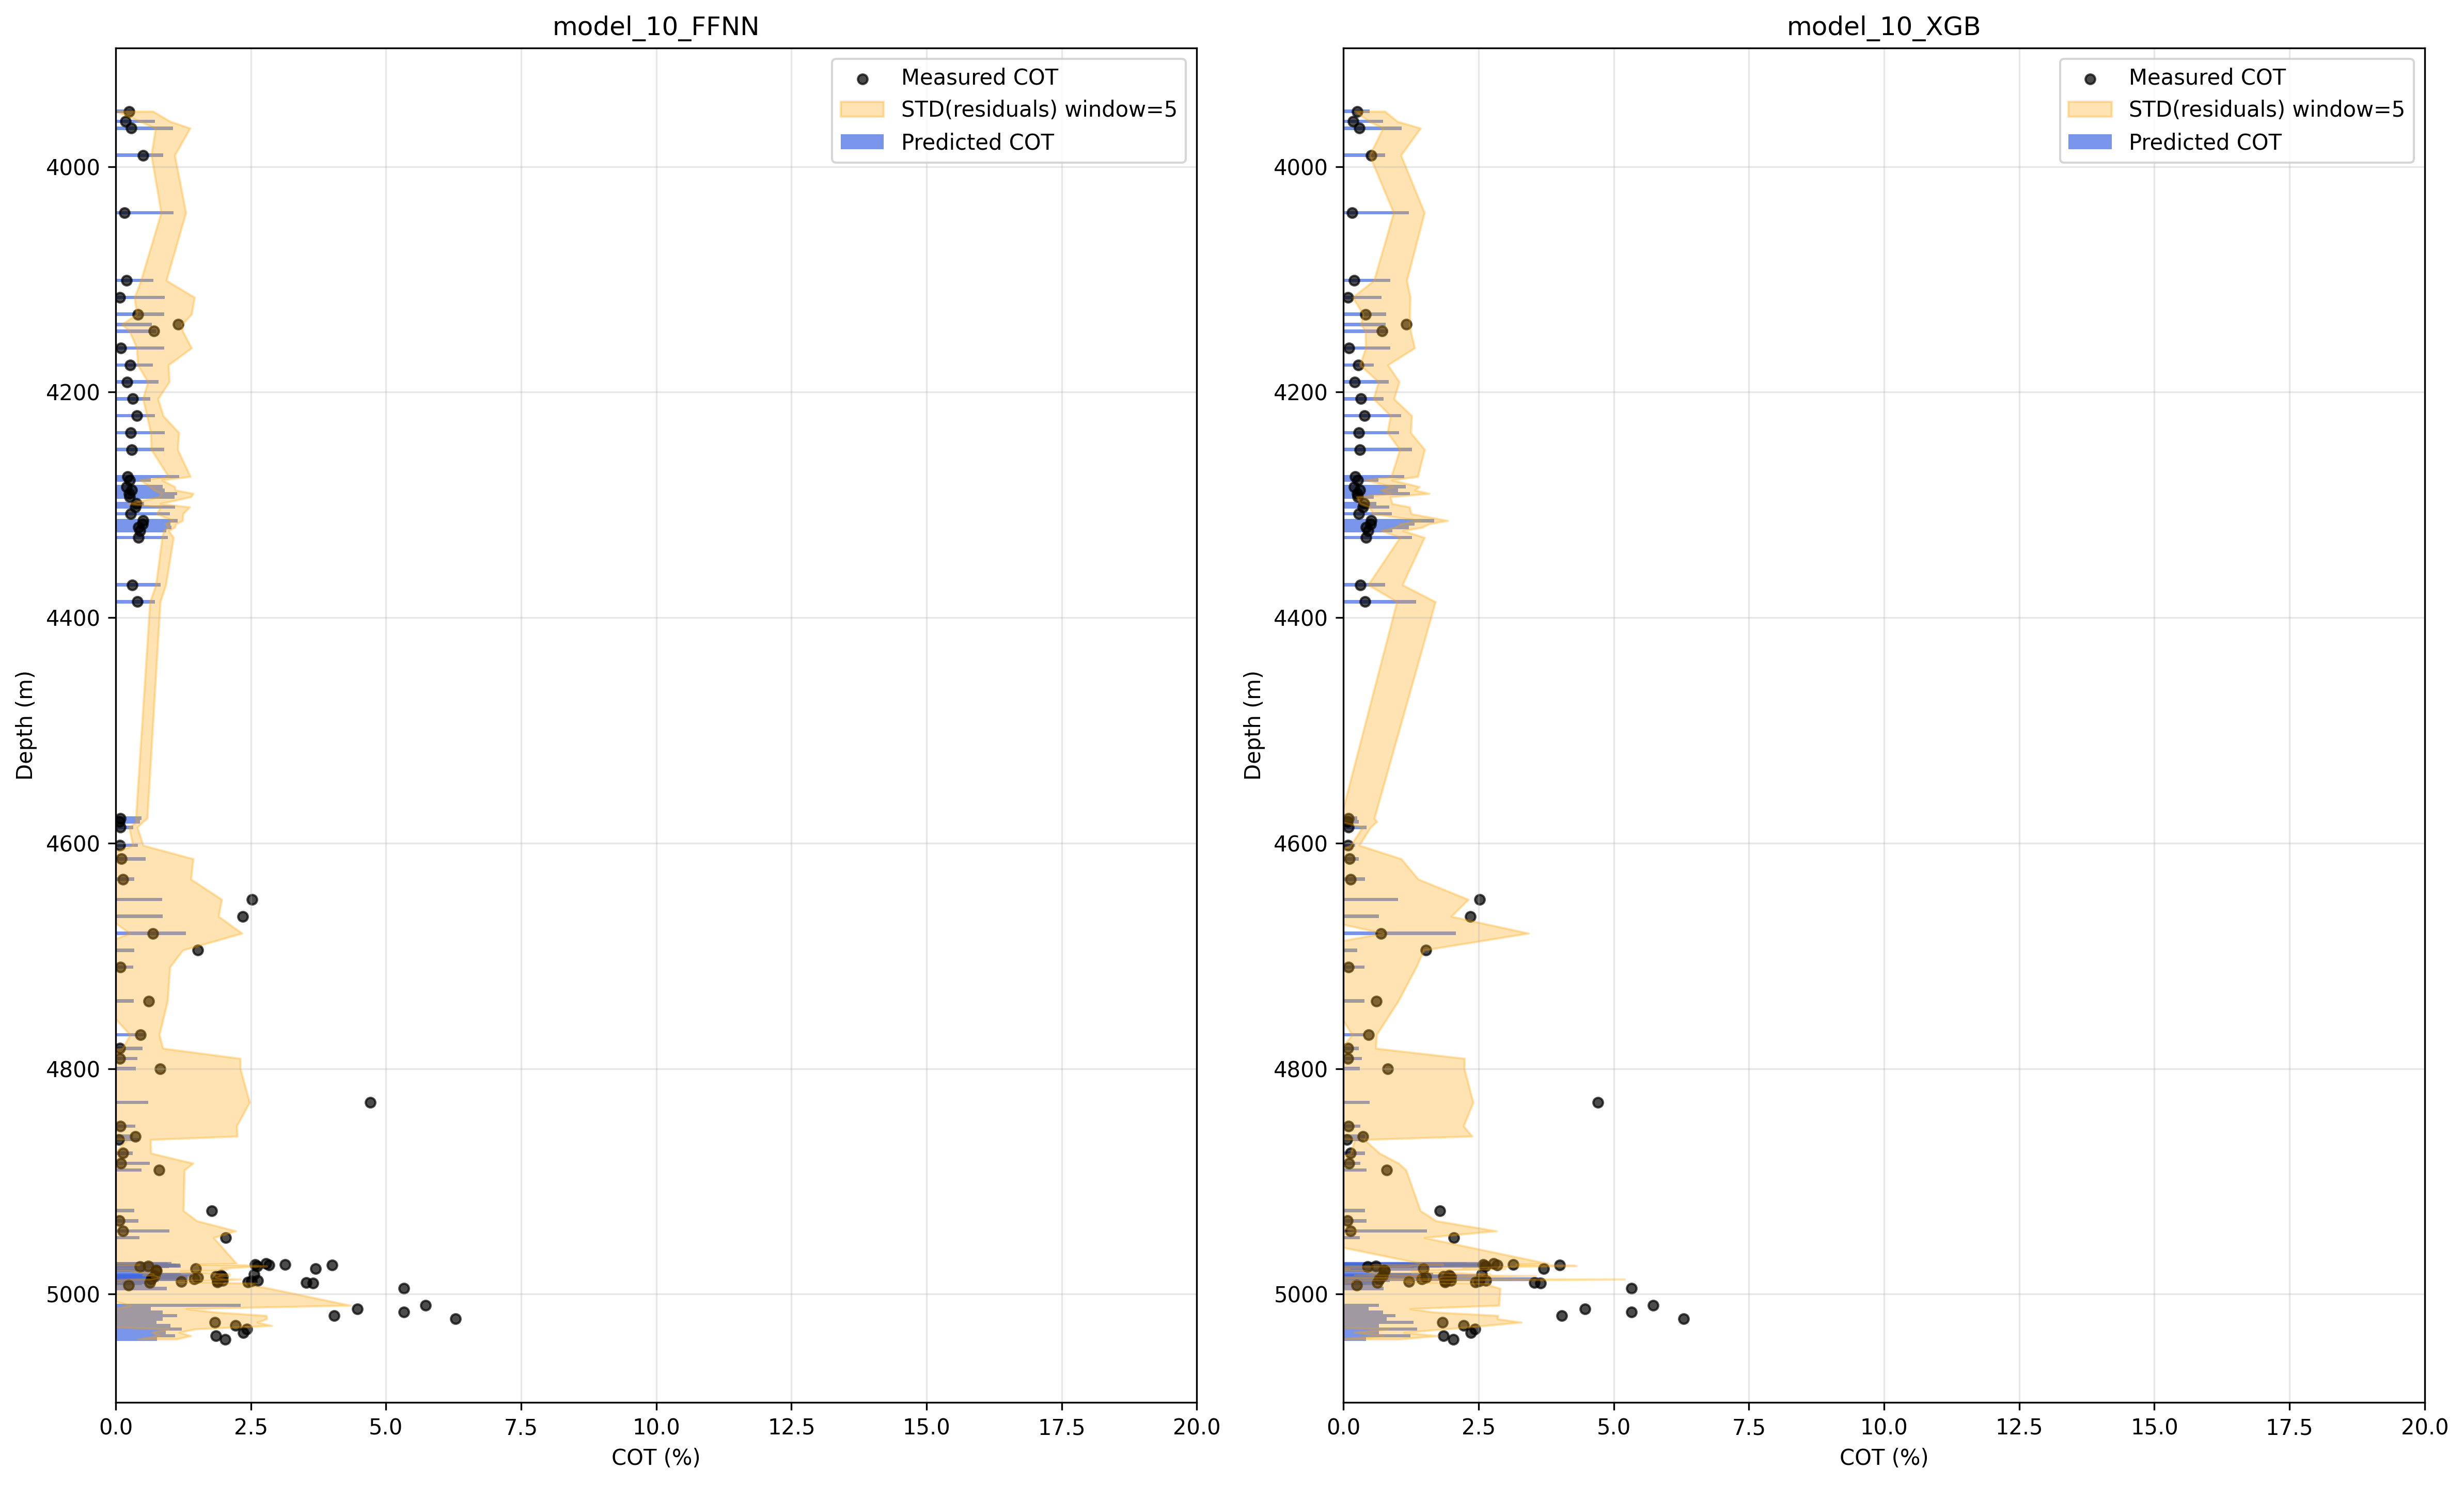 model_10_FFNN
Measured COT
STD(residuals) window=5
Predicted COT
4000
4200
4400
4600
4800
5000
Depth (m)
0.0 2.5 5.0 7.5 10.0 12.5 15.0 17.5 20.0
COT (%)
model_10_XGB
Measured COT
STD(residuals) window=5
Predicted COT
4000
4200
4400
4600
4800
5000
Depth (m)
0.0 2.5 5.0 7.5 10.0 12.5 15.0 17.5 20.0
COT (%)